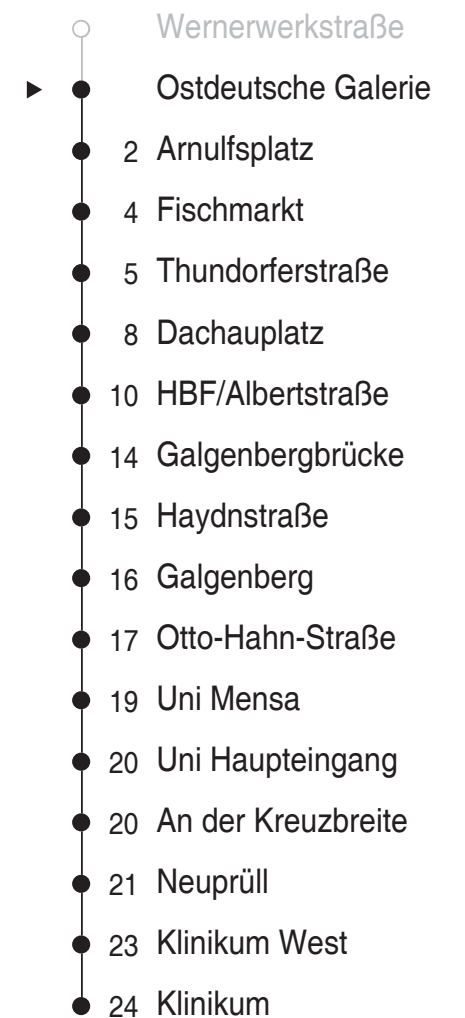 Wernerwerkstraße
Ostdeutsche Galerie
2 Arnulfsplatz
4 Fischmarkt
5 Thundorferstraße
8 Dachauplatz
10 HBF/Albertstraße
14 Galgenbergbrücke
15 Haydnstraße
16 Galgenberg
17 Otto-Hahn-Straße
19 Uni Mensa
20 Uni Haupteingang
20 An der Kreuzbreite
21 Neuprüll
23 Klinikum West
24 Klinikum